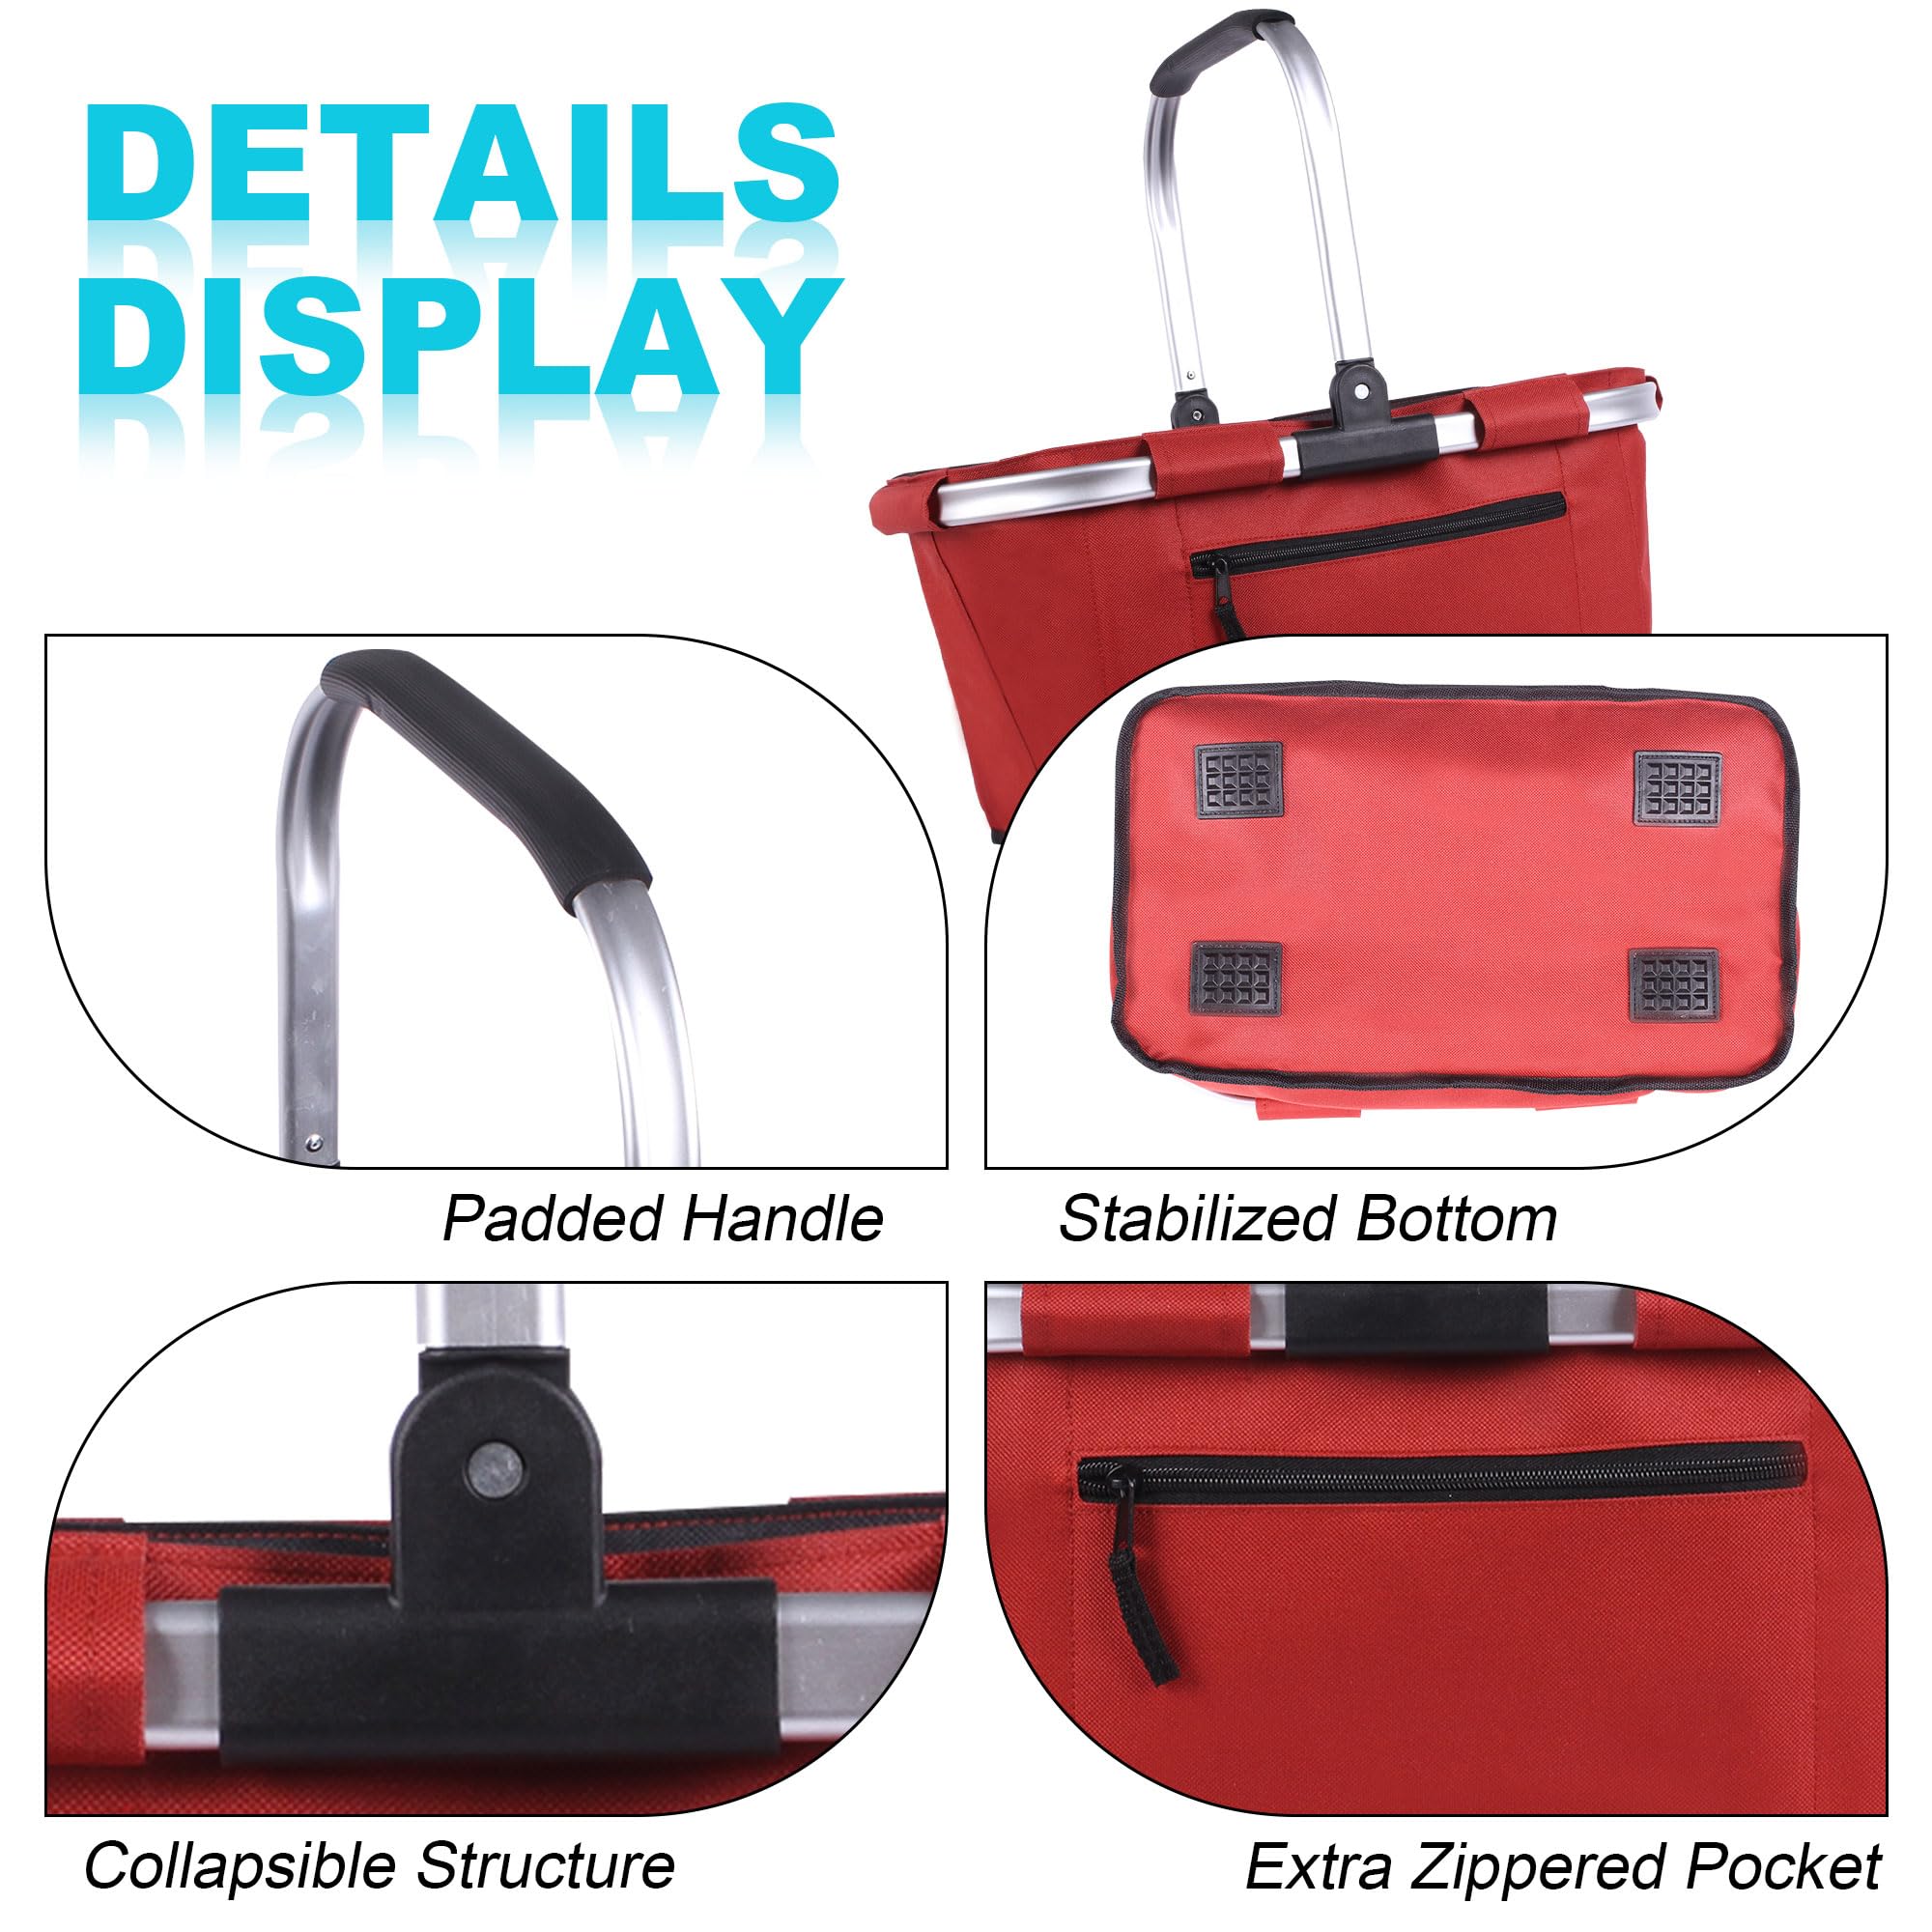 DETAILS
DISPLAY
Padded Handle
Stabilized Bottom
Collapsible Structure
Extra Zippered Pocket